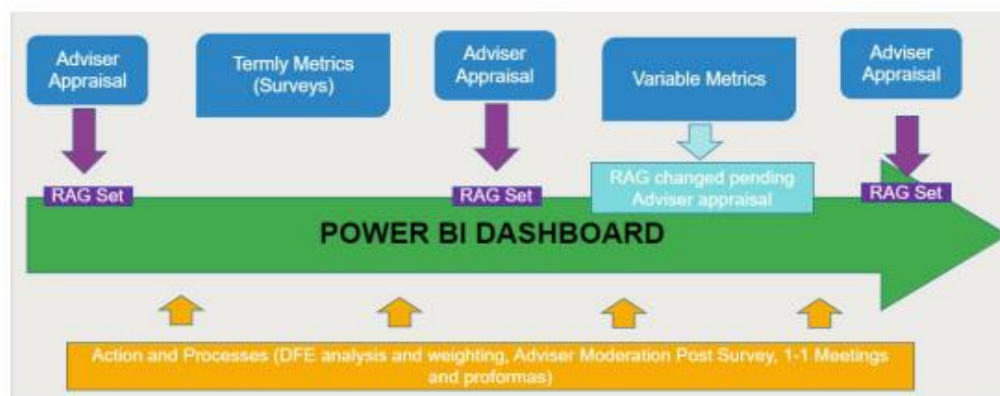 Adviser
Appraisal
Termly Metrics
(Surveys)
Adviser
Appraisal
Variable Metrics
Adviser
Appraisal
RAG Set
RAG Set
RAG changed pending
Adviser appraisal
RAG Set
POWER BI DASHBOARD
Action and Processes (DFE analysis and weighting, Adviser Moderation Post Survey, 1-1 Meetings
and proformas)